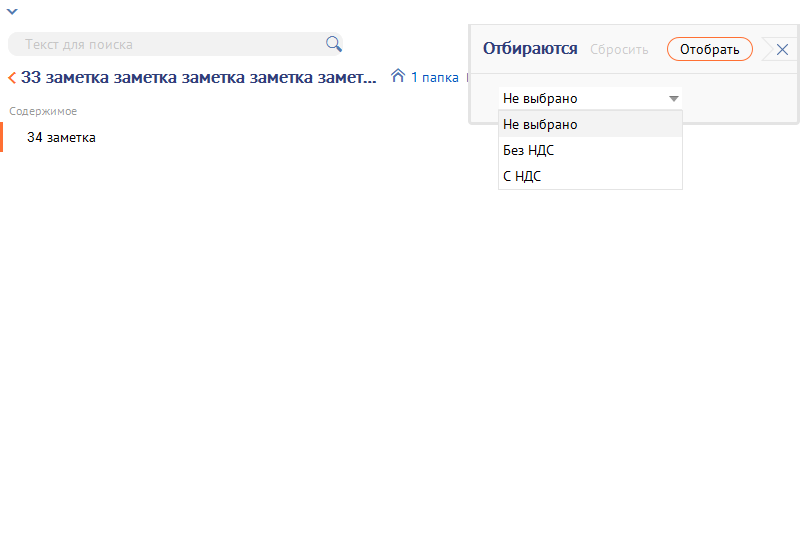 Текст для поиска
Отбираются Сбросить Отобрать
33 заметка заметка заметка заметка замет... 1 папка
Не выбрано
Содержимое
Не выбрано
34 заметка
Без НДС
С НДС